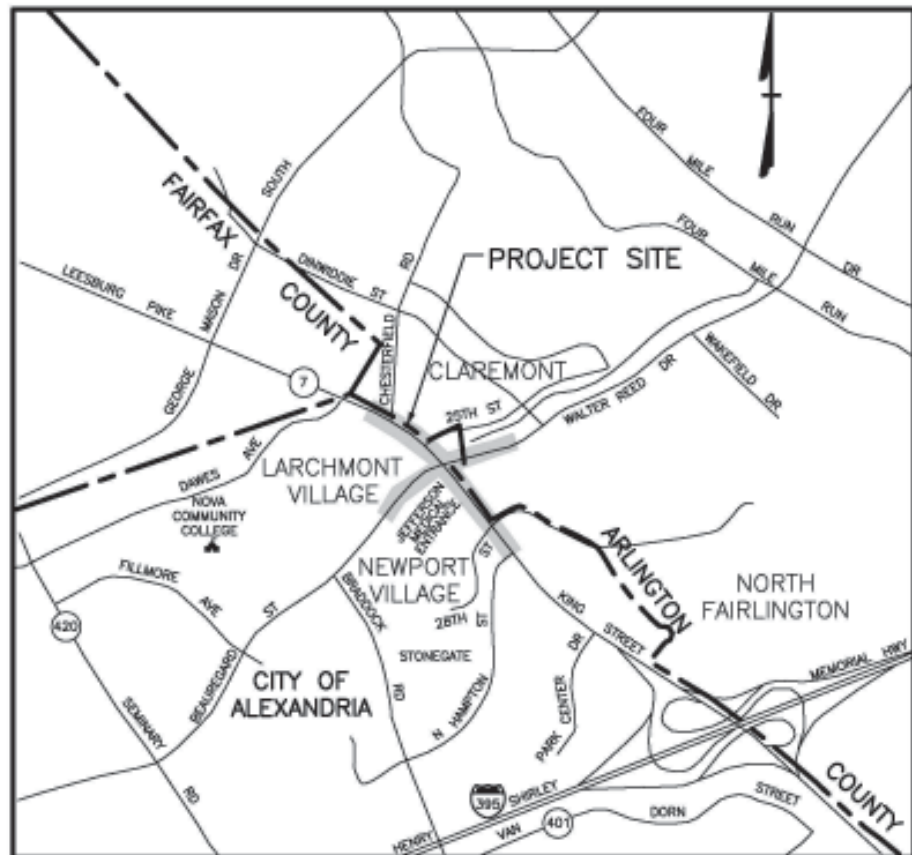 FOUR
MILE
RUN
DR
SOUTH
FAIRFAX
COUNTY
LEESBURG
PIKE
DINWIDDIE ST
CHESTERFIELD
RD
PROJECT SITE
FOUR
MILE
RUN
GEORGE
MASON
DR
7
CLAREMONT
WAKEFIELD
DR
25TH ST
WALTER REED
DR
DAWES
AVE
LARCHMONT
VILLAGE
NOVA
COMMUNITY
COLLEGE
JEFFERSON
MEDICAL
ENTRANCE
FILLMORE
AVE
NEWPORT
VILLAGE
28TH
ST
ARLINGTON
COUNTY
NORTH
FAIRLINGTON
KING
STREET
420
BEAUREGARD
ST
BRADDOCK
RD
STONEGATE
CITY OF
ALEXANDRIA
N HAMPTON
ST
PARK CENTER
DR
MEMORIAL HWY
SEMINARY
RD
395
HENRY
SHIRLEY
VAN
401
DORN
STREET